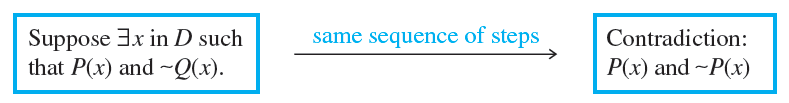 Suppose ∃x in D such
that P(x) and ~Q(x).
same sequence of steps
Contradiction:
P(x) and ~P(x)